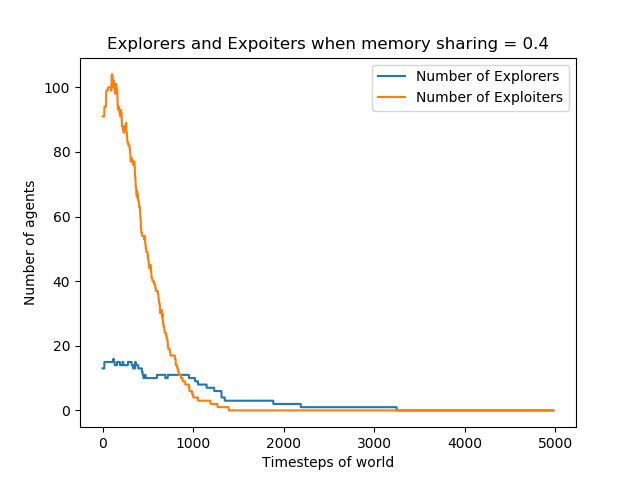 Explorers and Expoiters when memory sharing = 0.4
Number of Explorers
Number of Exploiters
100
80
60
40
20
0
Number of agents
0 1000 2000 3000 4000 5000
Timesteps of world